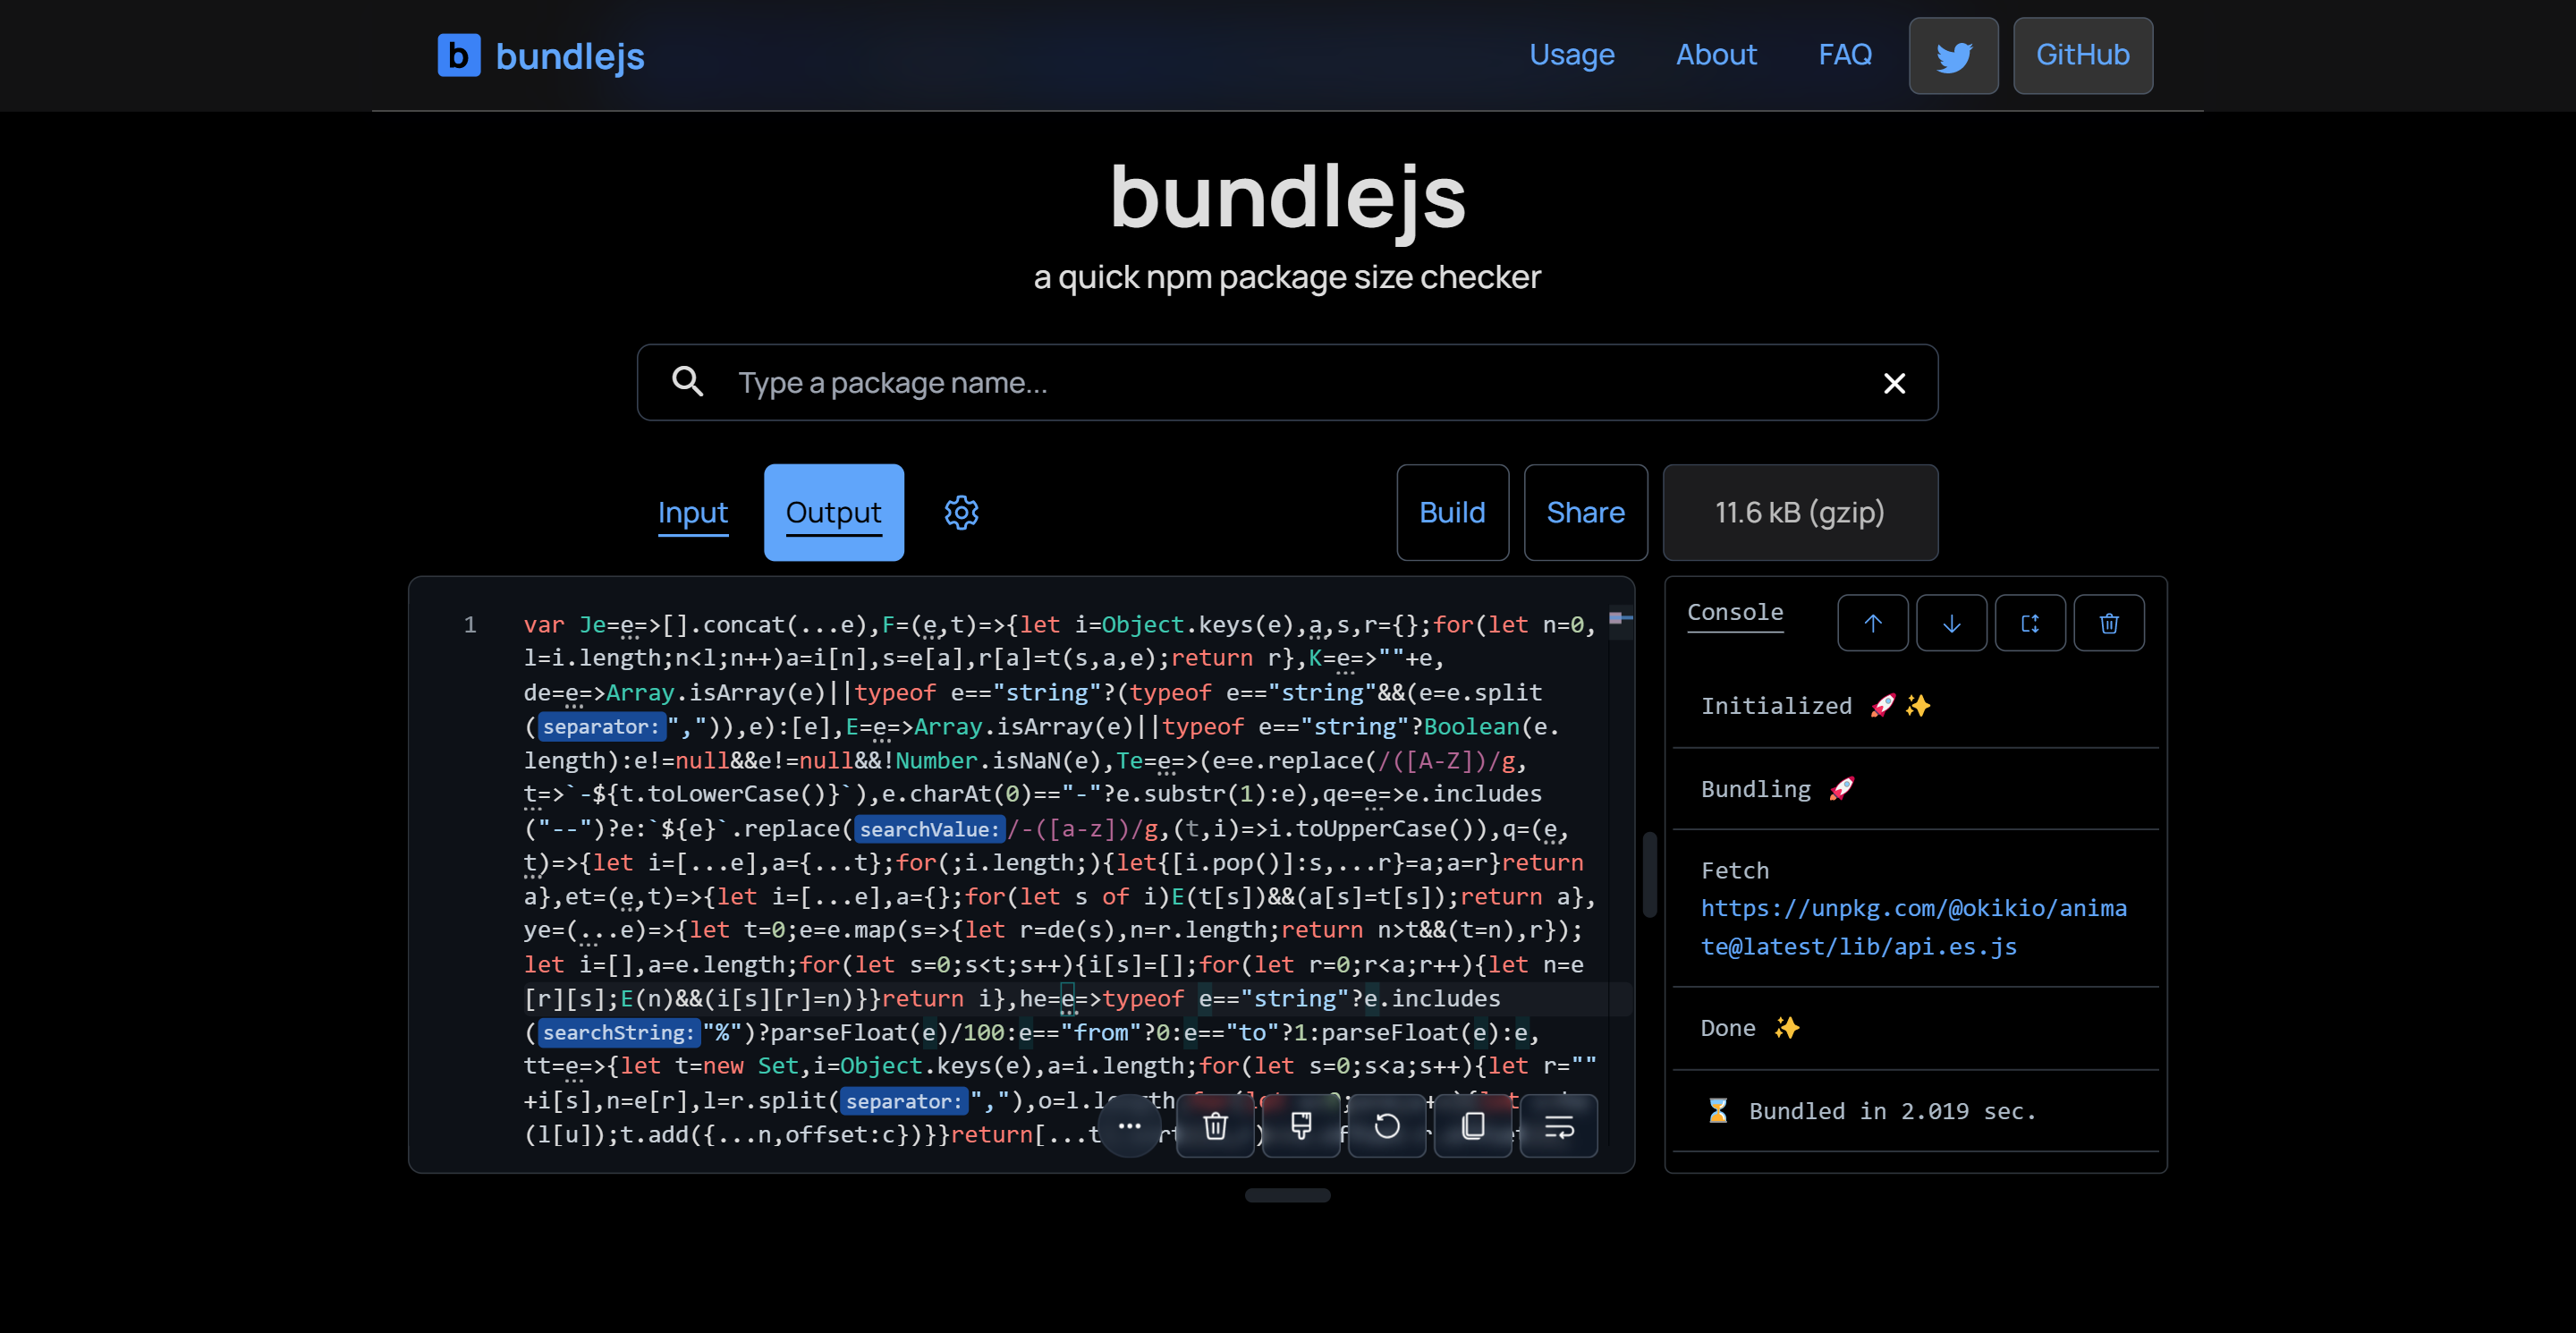 b bundlejs
Usage
About
FAQ
GitHub
bundlejs
a quick npm package size checker
Type a package name...
Input
Output
Build
Share
11.6 kB (gzip)
1
var Je=e=>[].concat(...e),F=(e,t)=>{let i=Object.keys(e),a,s,r={};for(let n=0,
l=i.length;n<l;n++)a=i[n],s=e[a],r[a]=t(s,a,e);return r},K=e=>""+e,
de=e=>Array.isArray(e)||typeof e=="string"?(typeof e=="string"&&(e=e.split
(separator:",")),e):[e],E=e=>Array.isArray(e)||typeof e=="string"?Boolean(e.
length):e!=null&&e!=null&&!Number.isNaN(e),Te=e=>(e=e.replace(/([A-Z])/g,
t=>`-${t.toLowerCase()}`),e.charAt(0)=="-"?e.substr(1):e),qe=e=>e.includes
("--")?e:`${e}`.replace(searchValue:/-([a-z])/g,(t,i)=>i.toUpperCase()),q=(e,
t)=>{let i=[...e],a={...t};for(;i.length;){let{[i.pop()]:s,...r}=a;a=r}return
a},et=(e,t)=>{let i=[...e],a={};for(let s of i)E(t[s])&&(a[s]=t[s]);return a},
ye=(...e)=>{let t=0;e=e.map(s=>{let r=de(s),n=r.length;return n>t&&(t=n),r});
let i=[],a=e.length;for(let s=0;s<t;s++){i[s]=[];for(let r=0;r<a;r++){let n=e
[r][s];E(n)&&(i[s][r]=n)}}return i},he=e=>typeof e=="string"?e.includes
(searchString:"%")?parseFloat(e)/100:e=="from"?0:e=="to"?1:parseFloat(e):e,
tt=e=>{let t=new Set,i=Object.keys(e),a=i.length;for(let s=0;s<a;s++){let r=""
+i[s],n=e[r],l=r.split(separator:","),o=l.length
(l[u]);t.add({...n,offset:c})}}return[...t
Console
Initialized 🚀✨
Bundling 🚀
Fetch
https://unpkg.com/@okikio/anima
te@latest/lib/api.es.js
Done ✨
⌛ Bundled in 2.019 sec.